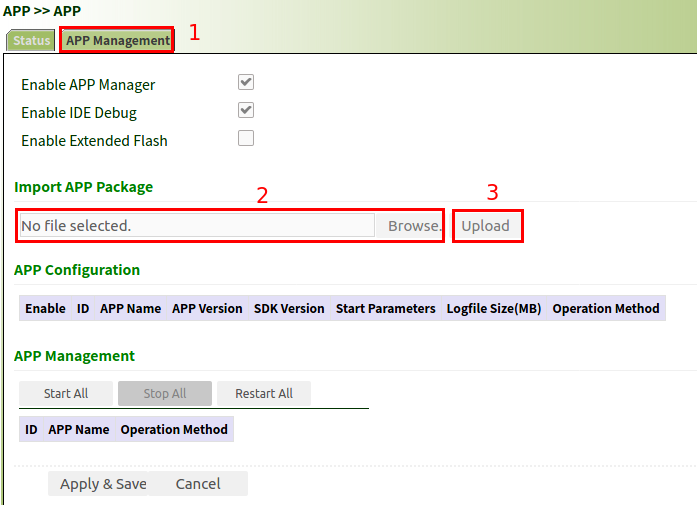 APP >> APP
Status APP Management 1
Enable APP Manager
Enable IDE Debug
Enable Extended Flash
Import APP Package
2 3
No file selected. Browse. Upload
APP Configuration
Enable ID APP Name APP Version SDK Version Start Parameters Logfile Size(MB) Operation Method
APP Management
Start All Stop All Restart All
ID APP Name Operation Method
Apply & Save Cancel